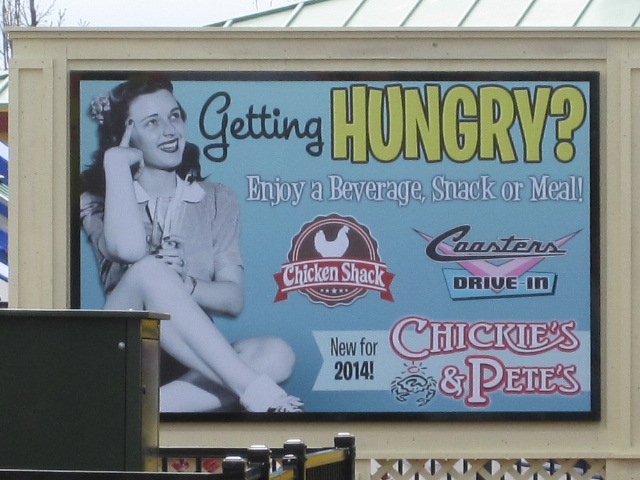 Getting HUNGRY?
Enjoy a Beverage, Snack or Meal!
Chicken Shack
Coasters
DRIVE-IN
New for
2014!
CHICKIE'S
& PETE'S